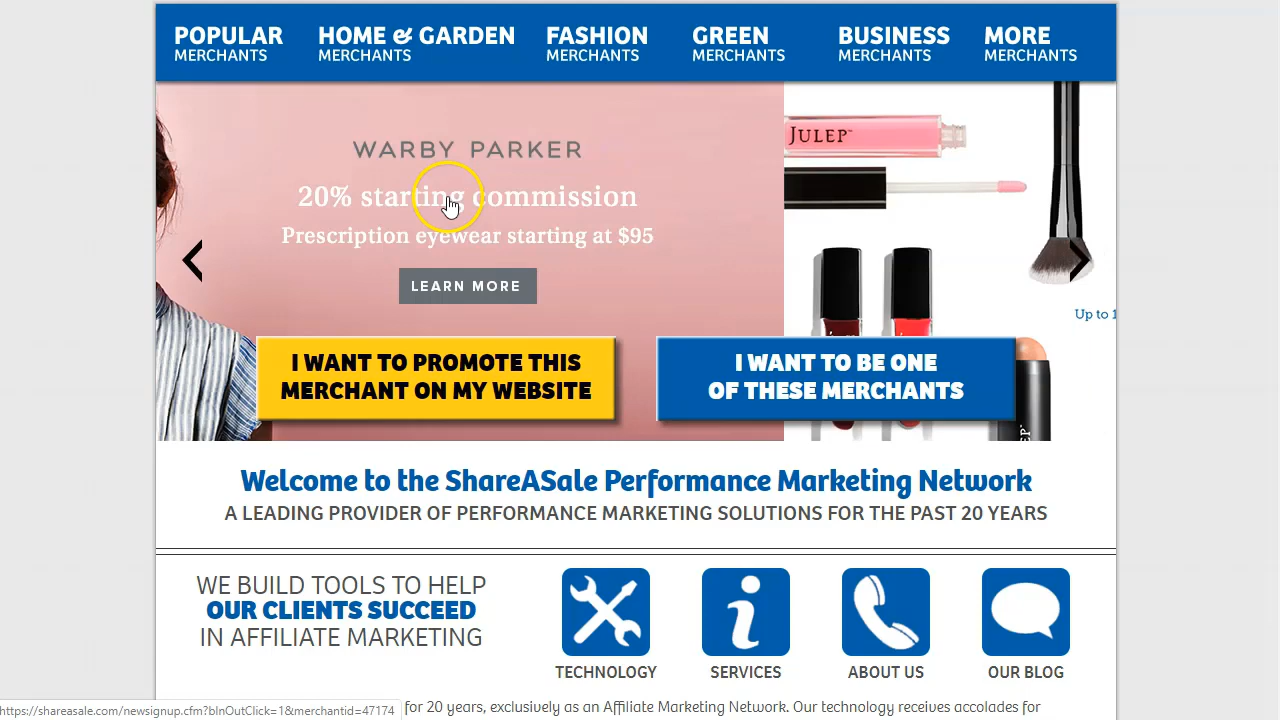 POPULAR
MERCHANTS
HOME & GARDEN
MERCHANTS
FASHION
MERCHANTS
GREEN
MERCHANTS
BUSINESS
MERCHANTS
MORE
MERCHANTS
WARBY PARKER
20% starting commission
Prescription eyewear starting at $95
LEARN MORE
JULEP™
Up to 1
I WANT TO PROMOTE THIS
MERCHANT ON MY WEBSITE
I WANT TO BE ONE
OF THESE MERCHANTS
Welcome to the ShareASale Performance Marketing Network
A LEADING PROVIDER OF PERFORMANCE MARKETING SOLUTIONS FOR THE PAST 20 YEARS
WE BUILD TOOLS TO HELP
OUR CLIENTS SUCCEED
IN AFFILIATE MARKETING
TECHNOLOGY
SERVICES
ABOUT US
OUR BLOG
https://shareasale.com/newsignup.cfm?blnOutClick=1&merchantid=47174
for 20 years, exclusively as an Affiliate Marketing Network. Our technology receives accolades for